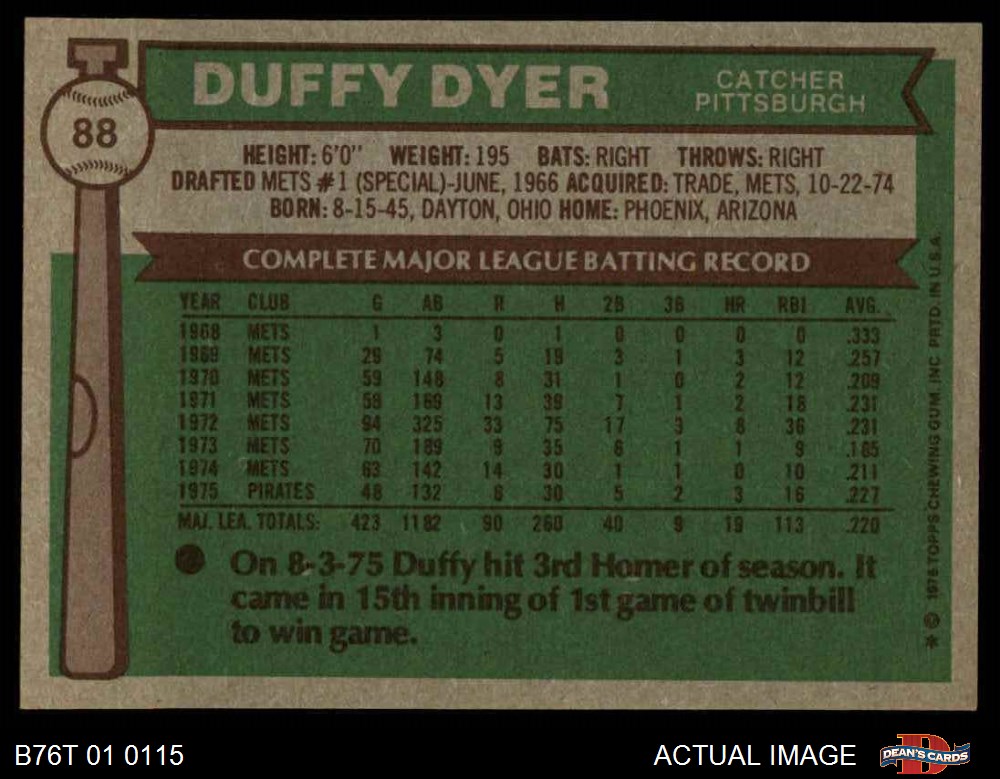 88
DUFFY DYER
CATCHER
PITTSBURGH
HEIGHT: 6'0" WEIGHT: 195 BATS: RIGHT THROWS: RIGHT
DRAFTED METS #1 (SPECIAL)-JUNE, 1966 ACQUIRED: TRADE, METS, 10-22-74
BORN: 8-15-45, DAYTON, OHIO HOME: PHOENIX, ARIZONA
COMPLETE MAJOR LEAGUE BATTING RECORD
YEAR CLUB G AB R H 2B 3B HR RBI AVG.
1968 METS 1 3 0 1 0 0 0 0 .333
1969 METS 29 74 5 19 3 1 3 12 .257
1970 METS 59 148 8 31 1 0 2 12 .209
1971 METS 59 169 13 39 7 1 2 18 .231
1972 METS 94 325 33 75 17 3 8 36 .231
1973 METS 70 189 9 35 6 1 1 9 .185
1974 METS 63 142 14 30 1 1 0 10 .211
1975 PIRATES 48 132 8 30 5 2 3 16 .227
MAJ. LEA. TOTALS: 423 1182 90 260 40 9 19 113 .220
On 8-3-75 Duffy hit 3rd Homer of season. It
came in 15th inning of 1st game of twinbill
to win game.
* © 1976 TOPPS CHEWING GUM, INC. PRTD. IN U.S.A.
B76T 01 0115
ACTUAL IMAGE
DEAN'S CARDS